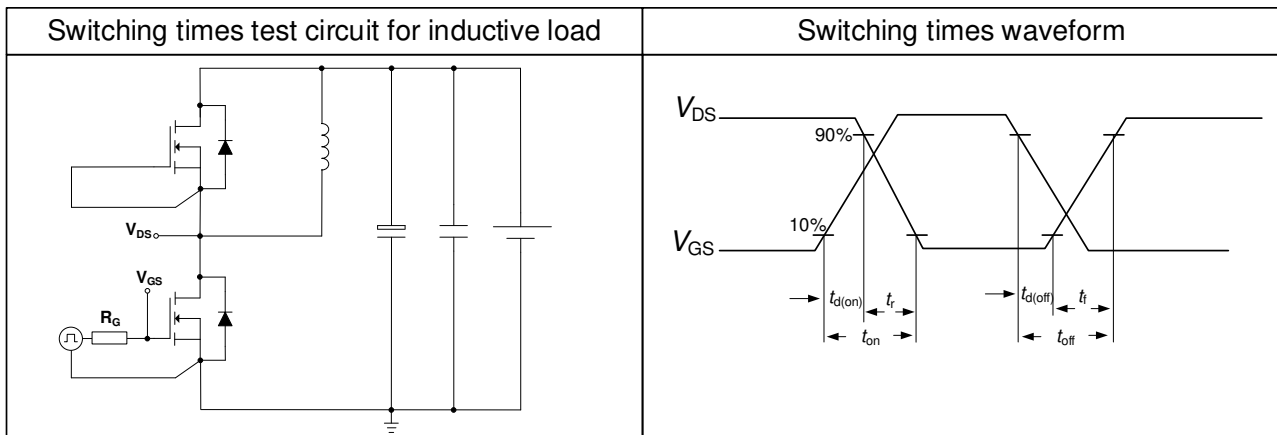 Switching times test circuit for inductive load
Switching times waveform
VDS
VGS
RG
VDS
90%
10%
VGS
td(on)
tr
ton
td(off)
tf
toff